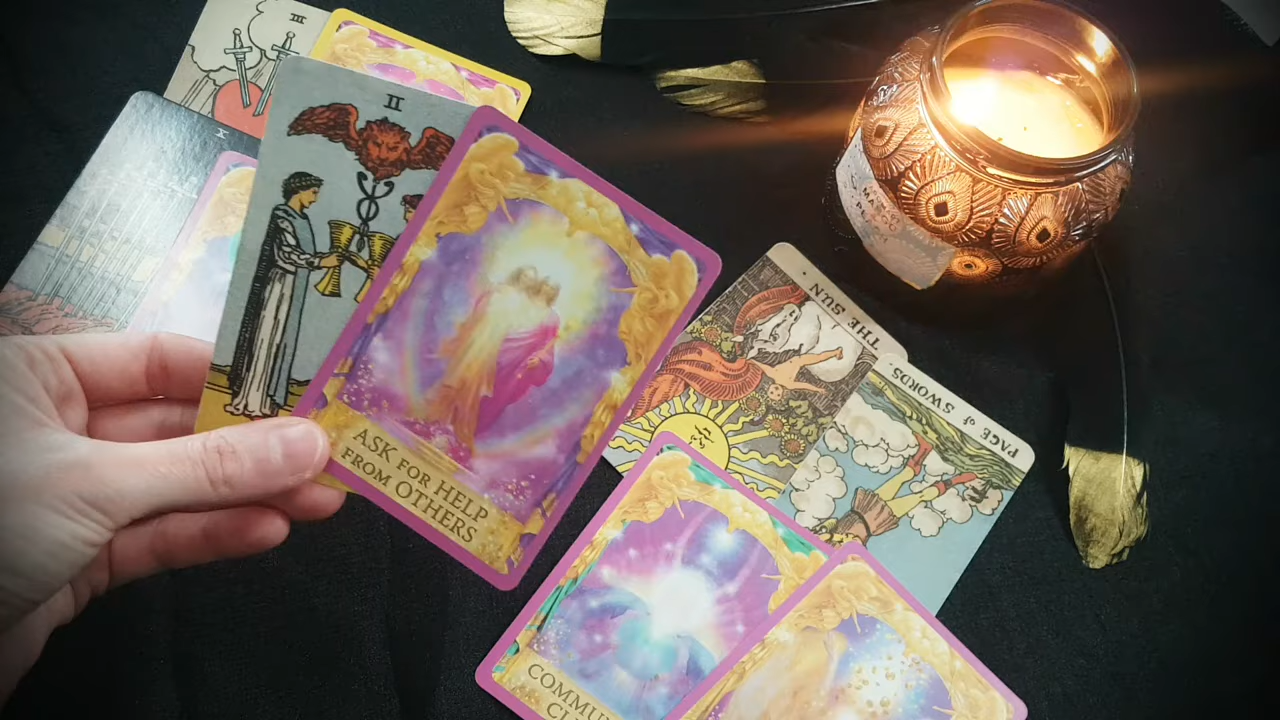 III
X
II
ASK FOR HELP
FROM OTHERS
THE SUN
PAGE of SWORDS.